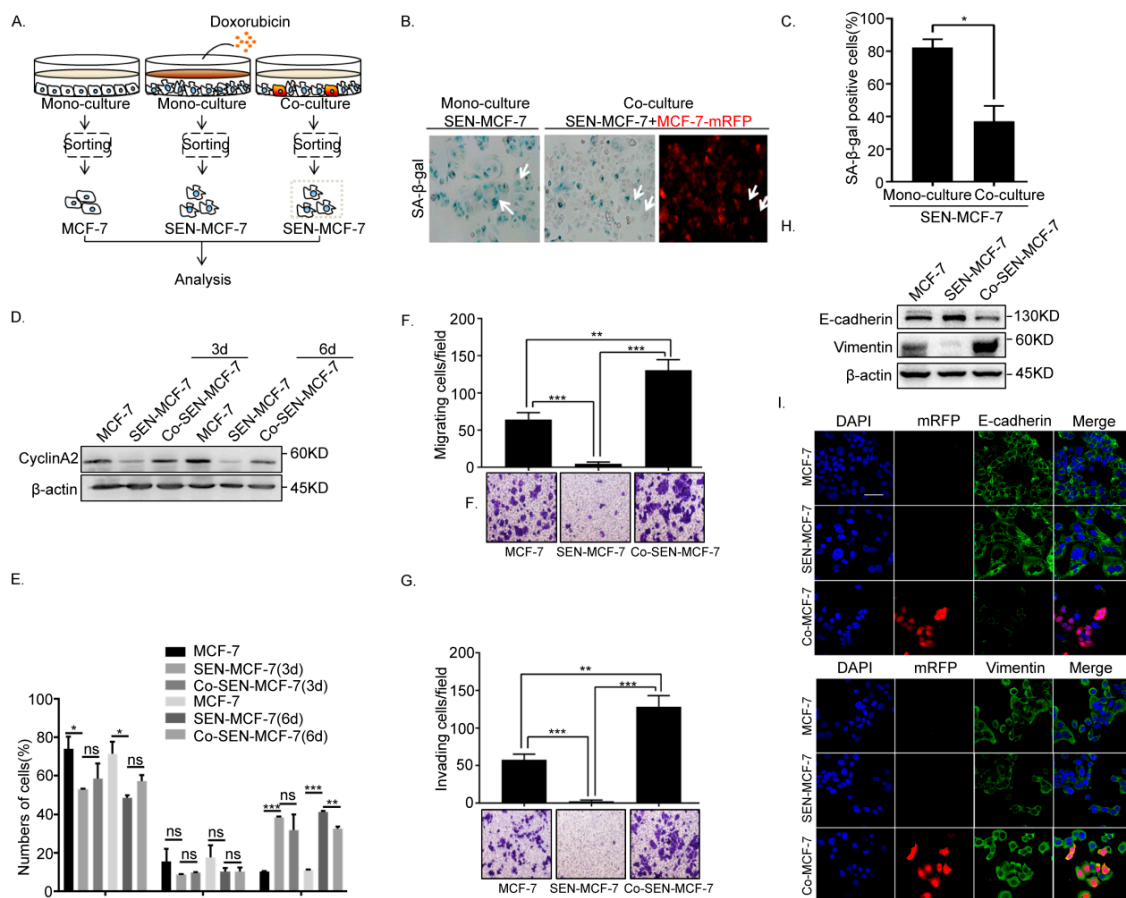 A.
Doxorubicin
Mono-culture Mono-culture Co-culture
Sorting Sorting Sorting
MCF-7 SEN-MCF-7 SEN-MCF-7
Analysis
B.
Mono-culture Co-culture
SEN-MCF-7 SEN-MCF-7+MCF-7-mRFP
SA-β-gal
C.
SA-β-gal positive cells(%)
100
80
60
40
20
0
*
Mono-culture Co-culture
SEN-MCF-7
D.
3d 6d
MCF-7 SEN-MCF-7 Co-SEN-MCF-7 MCF-7 SEN-MCF-7 Co-SEN-MCF-7
CyclinA2 60KD
β-actin 45KD
E.
MCF-7
SEN-MCF-7(3d)
Co-SEN-MCF-7(3d)
MCF-7
SEN-MCF-7(6d)
Co-SEN-MCF-7(6d)
Numbers of cells(%)
100
80
60
40
20
0
* ns * ns
ns ns ns ns
*** ns *** **
F.
Migrating cells/field
200
150
100
50
0
**
***
***
F.
MCF-7 SEN-MCF-7 Co-SEN-MCF-7
G.
Invading cells/field
200
150
100
50
0
**
***
***
MCF-7 SEN-MCF-7 Co-SEN-MCF-7
H.
MCF-7 SEN-MCF-7 Co-SEN-MCF-7
E-cadherin 130KD
Vimentin 60KD
β-actin 45KD
I.
DAPI mRFP E-cadherin Merge
MCF-7
SEN-MCF-7
Co-MCF-7
DAPI mRFP Vimentin Merge
MCF-7
SEN-MCF-7
Co-MCF-7